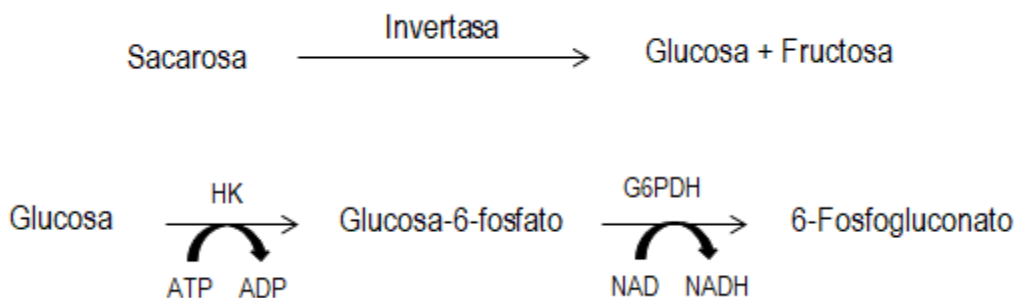 Invertasa
Sacarosa Glucosa + Fructosa
HK G6PDH
Glucosa Glucosa-6-fosfato 6-Fosfogluconato
ATP ADP NAD NADH